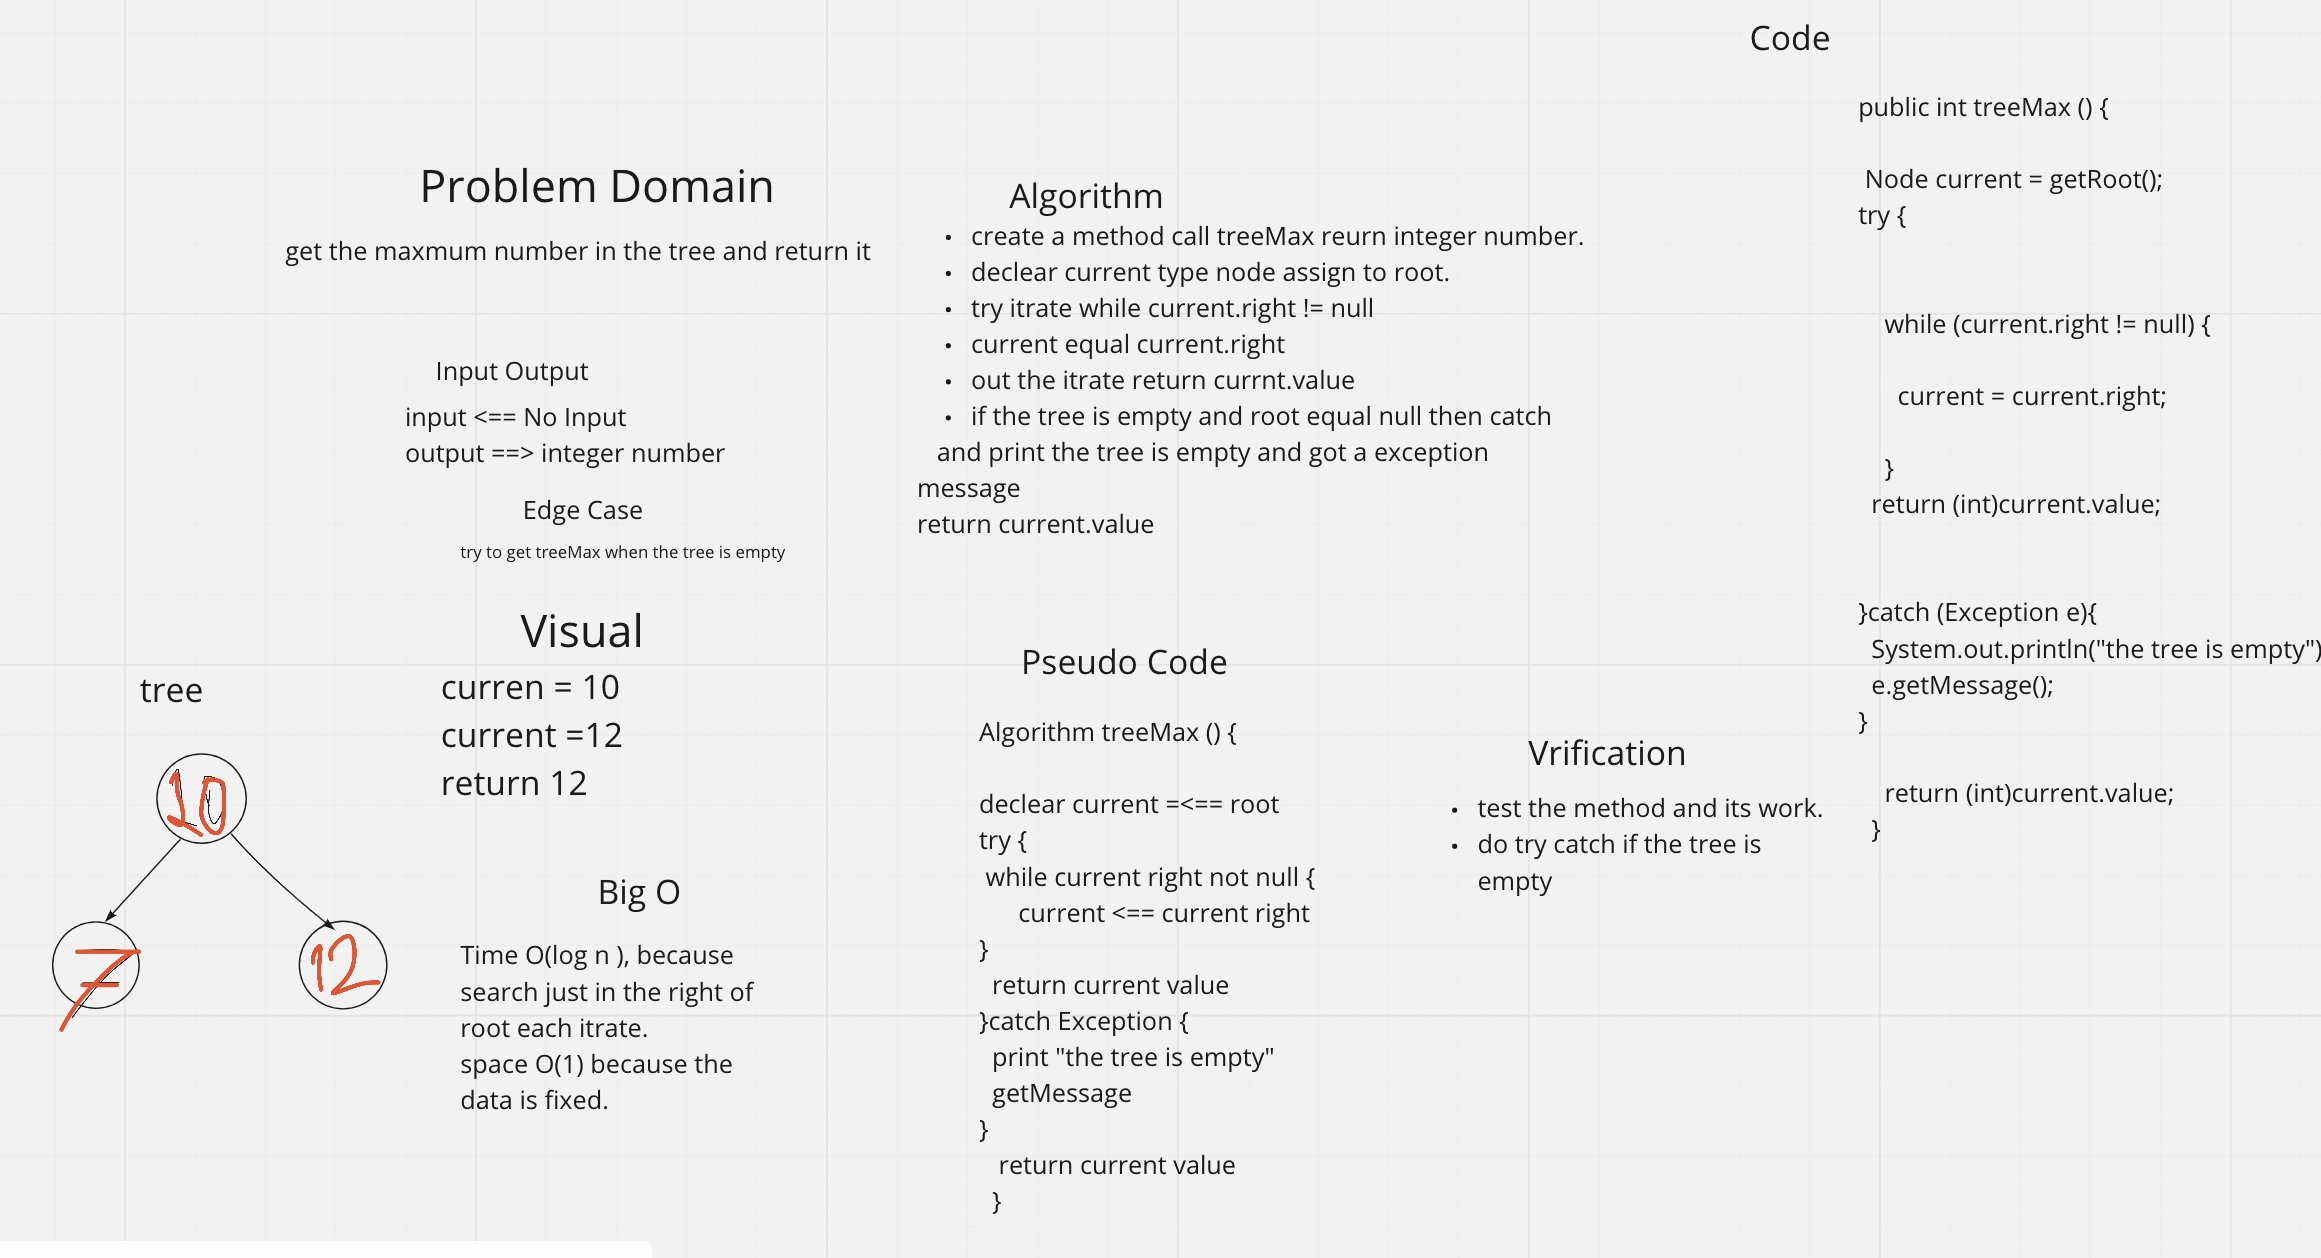 Problem Domain
get the maxmum number in the tree and return it
Input Output
input <== No Input
output ==> integer number
Edge Case
try to get treeMax when the tree is empty
Visual
curren = 10
current =12
return 12
tree
10
7
12
Big O
Time O(log n ), because
search just in the right of
root each itrate.
space O(1) because the
data is fixed.
Algorithm
• create a method call treeMax reurn integer number.
• declear current type node assign to root.
• try itrate while current.right != null
• current equal current.right
• out the itrate return currnt.value
• if the tree is empty and root equal null then catch
and print the tree is empty and got a exception
message
return current.value
Pseudo Code
Algorithm treeMax () {
declear current =<== root
try {
while current right not null {
current <== current right
}
return current value
}catch Exception {
print "the tree is empty"
getMessage
}
return current value
}
Vrification
• test the method and its work.
• do try catch if the tree is
empty
Code
public int treeMax () {
Node current = getRoot();
try {
while (current.right != null) {
current = current.right;
}
return (int)current.value;
}catch (Exception e){
System.out.println("the tree is empty")
e.getMessage();
}
return (int)current.value;
}